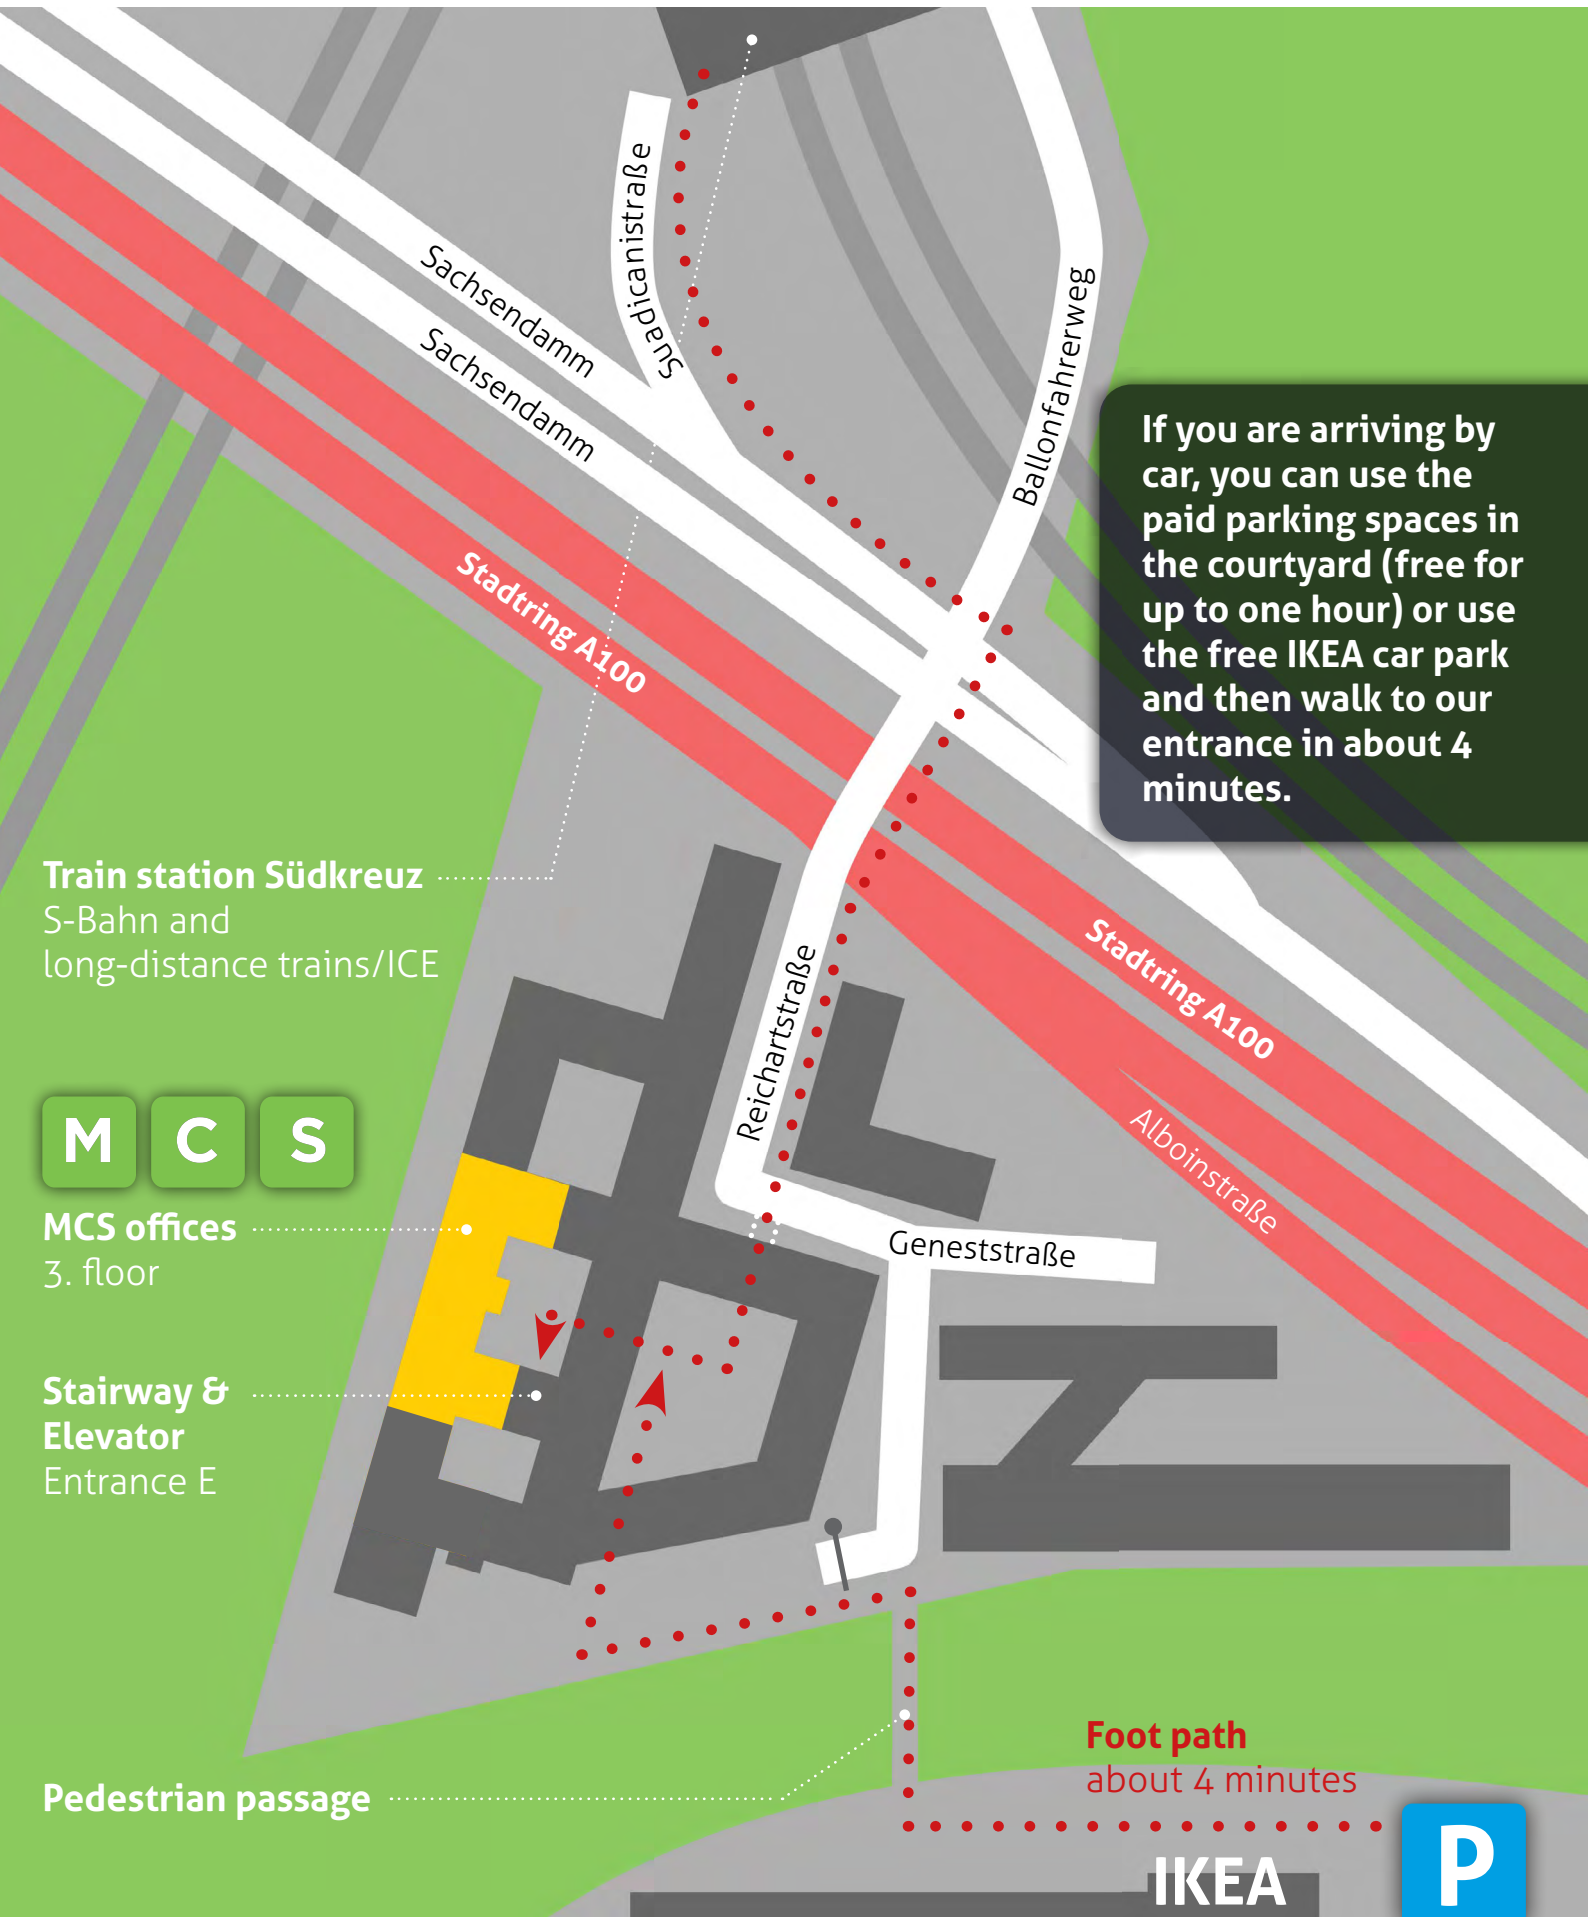 Suadicanistraße
Sachsendamm
Sachsendamm
Ballonfahrerweg
If you are arriving by
car, you can use the
paid parking spaces in
the courtyard (free for
up to one hour) or use
the free IKEA car park
and then walk to our
entrance in about 4
minutes.
Stadtring A100
Train station Südkreuz
S-Bahn and
long-distance trains/ICE
Reichartstraße
Stadtring A100
Alboinstraße
M C S
MCS offices
3. floor
Geneststraße
Stairway &
Elevator
Entrance E
Foot path
about 4 minutes
Pedestrian passage
IKEA
P